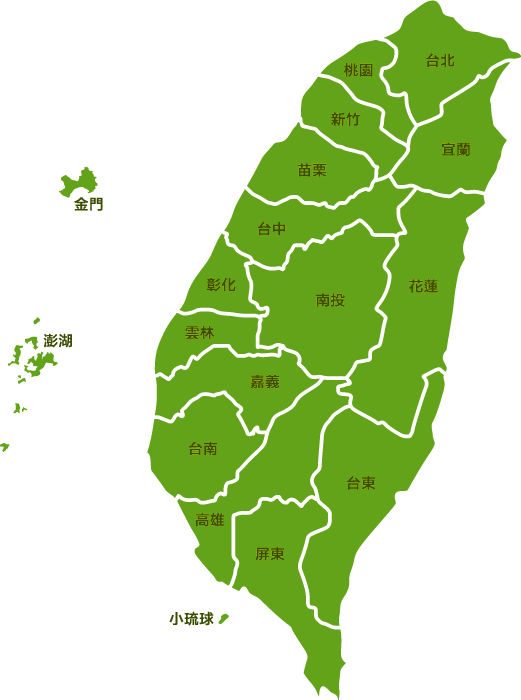 台北
桃園
新竹
宜蘭
苗栗
金門
台中
彰化
花蓮
南投
雲林
澎湖
嘉義
台南
台東
高雄
屏東
小琉球